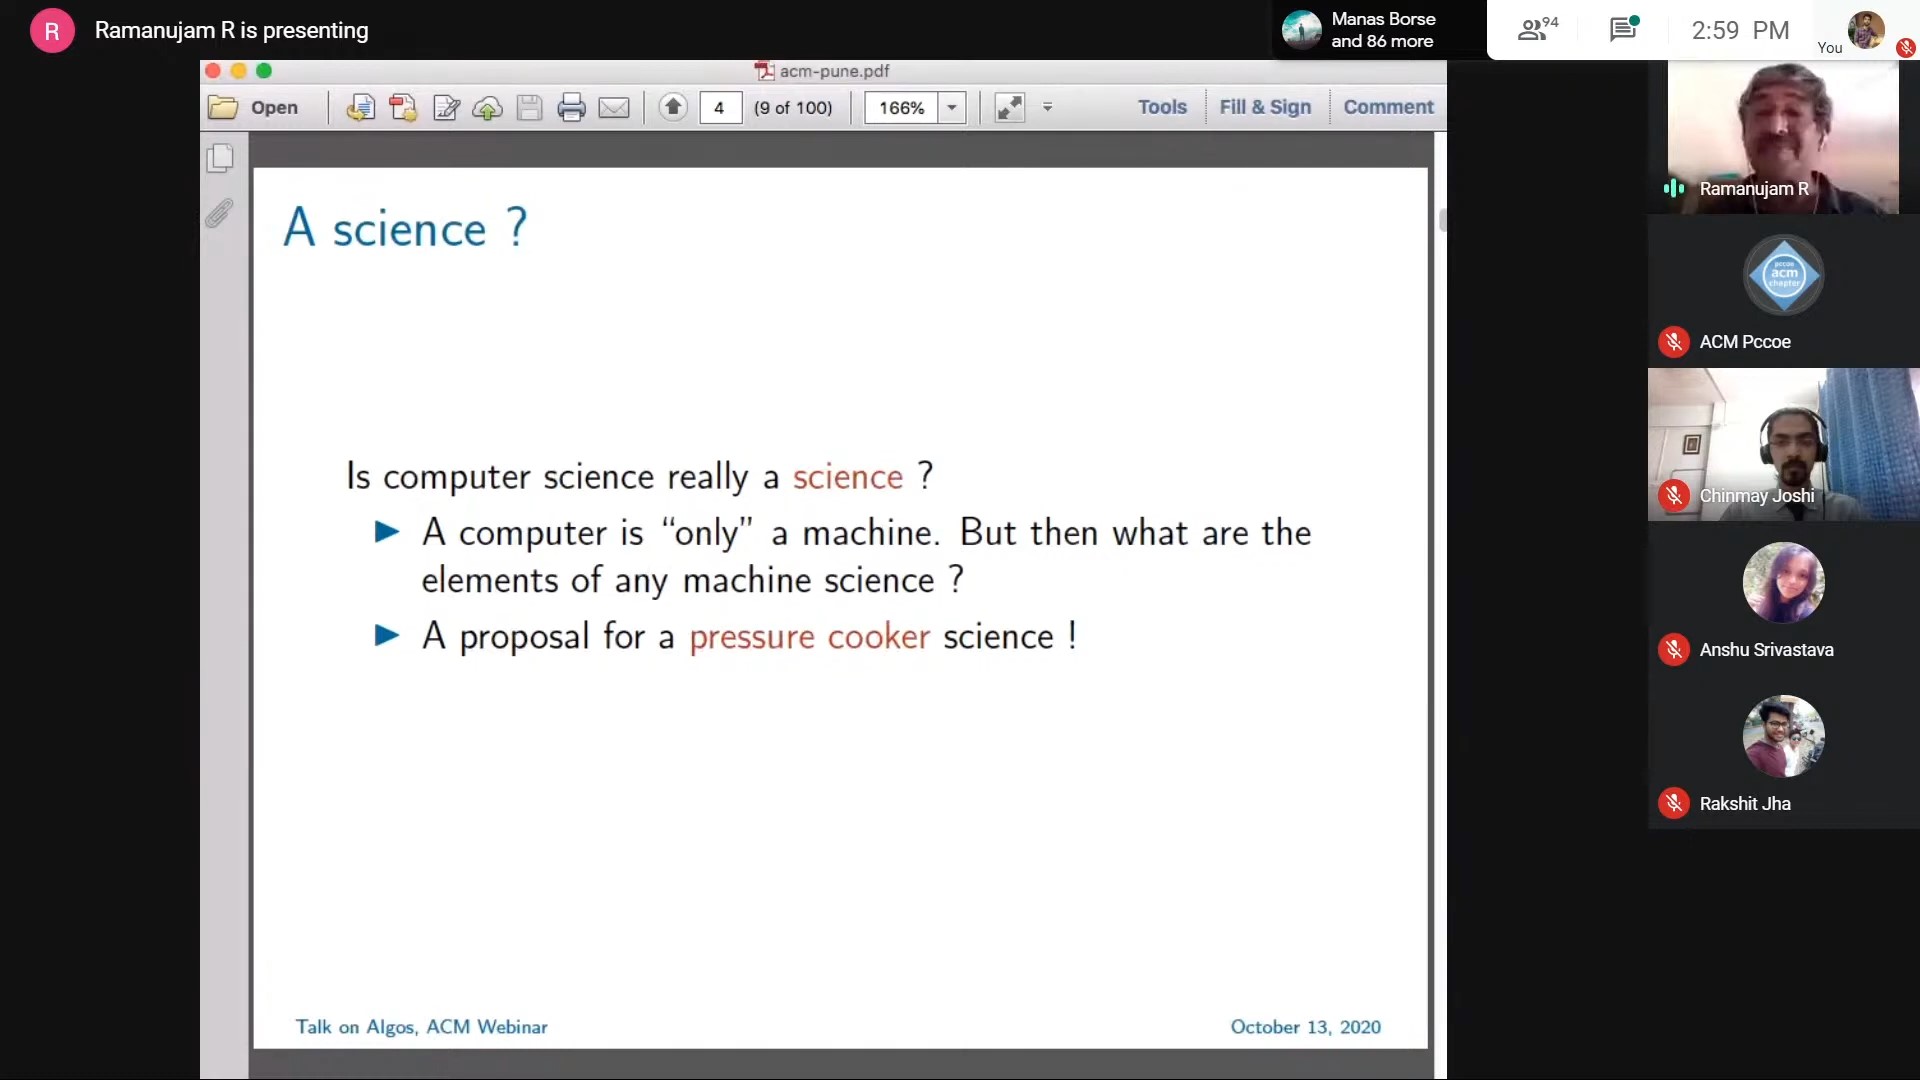 R
Ramanujam R is presenting
Manas Borse
and 86 more
94
2:59 PM
You
acm-pune.pdf
Open
4
(9 of 100)
166%
Tools
Fill & Sign
Comment
A science ?
Is computer science really a science ?
A computer is “only” a machine. But then what are the
elements of any machine science ?
A proposal for a pressure cooker science !
Talk on Algos, ACM Webinar
October 13, 2020
Ramanujam R
pccoe
acm
chapter
ACM Pccoe
Chinmay Joshi
Anshu Srivastava
Rakshit Jha